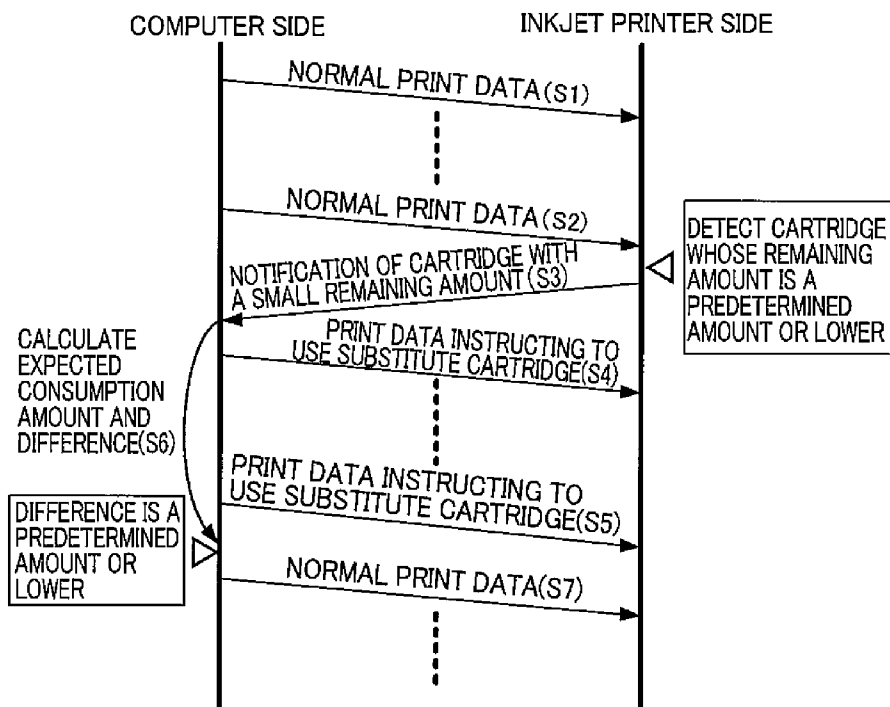 COMPUTER SIDE
INKJET PRINTER SIDE
NORMAL PRINT DATA(S1)
NORMAL PRINT DATA(S2)
DETECT CARTRIDGE
WHOSE REMAINING
AMOUNT IS A
PREDETERMINED
AMOUNT OR LOWER
NOTIFICATION OF CARTRIDGE WITH
A SMALL REMAINING AMOUNT(S3)
PRINT DATA INSTRUCTING TO
USE SUBSTITUTE CARTRIDGE(S4)
CALCULATE
EXPECTED
CONSUMPTION
AMOUNT AND
DIFFERENCE(S6)
PRINT DATA INSTRUCTING TO
USE SUBSTITUTE CARTRIDGE(S5)
DIFFERENCE IS A
PREDETERMINED
AMOUNT OR
LOWER
NORMAL PRINT DATA(S7)